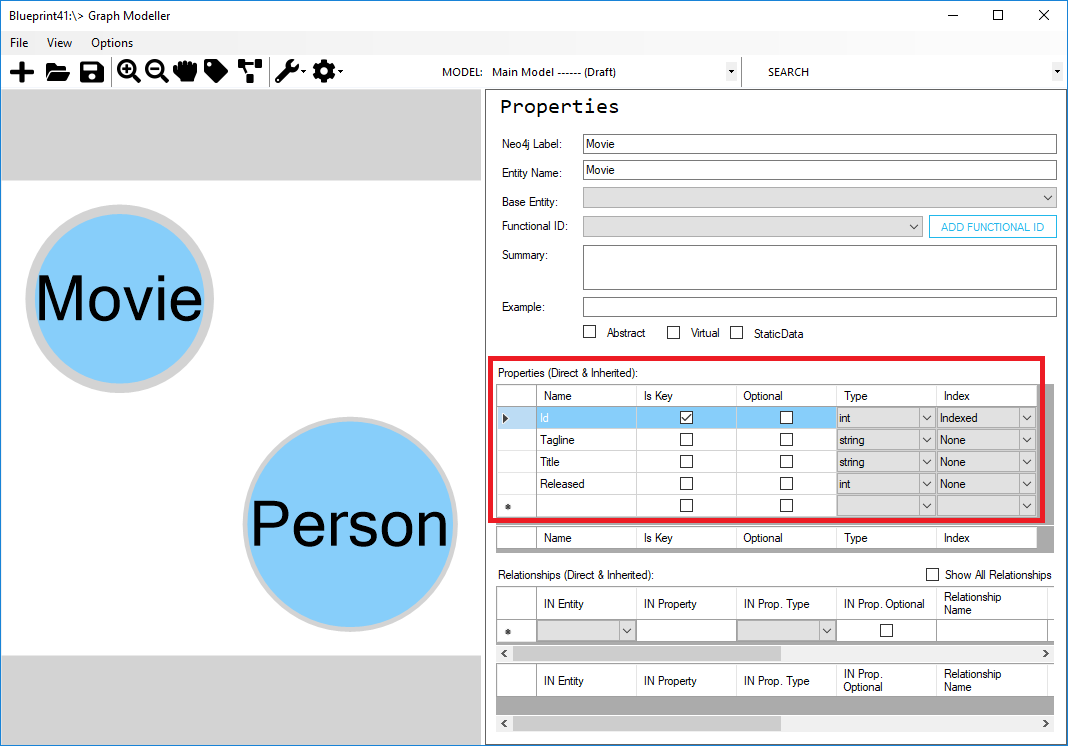 Blueprint41:\> Graph Modeller
File View Options
MODEL: Main Model ------ (Draft) SEARCH
Properties
Neo4j Label: Movie
Entity Name: Movie
Base Entity:
Functional ID: ADD FUNCTIONAL ID
Summary:
Example:
Abstract Virtual StaticData
Properties (Direct & Inherited):
Name Is Key Optional Type Index
Id int Indexed
Tagline string None
Title string None
Released int None
Name Is Key Optional Type Index
Relationships (Direct & Inherited): Show All Relationships
IN Entity IN Property IN Prop. Type IN Prop. Optional Relationship Name
IN Entity IN Property IN Prop. Type IN Prop. Optional Relationship Name
Movie
Person